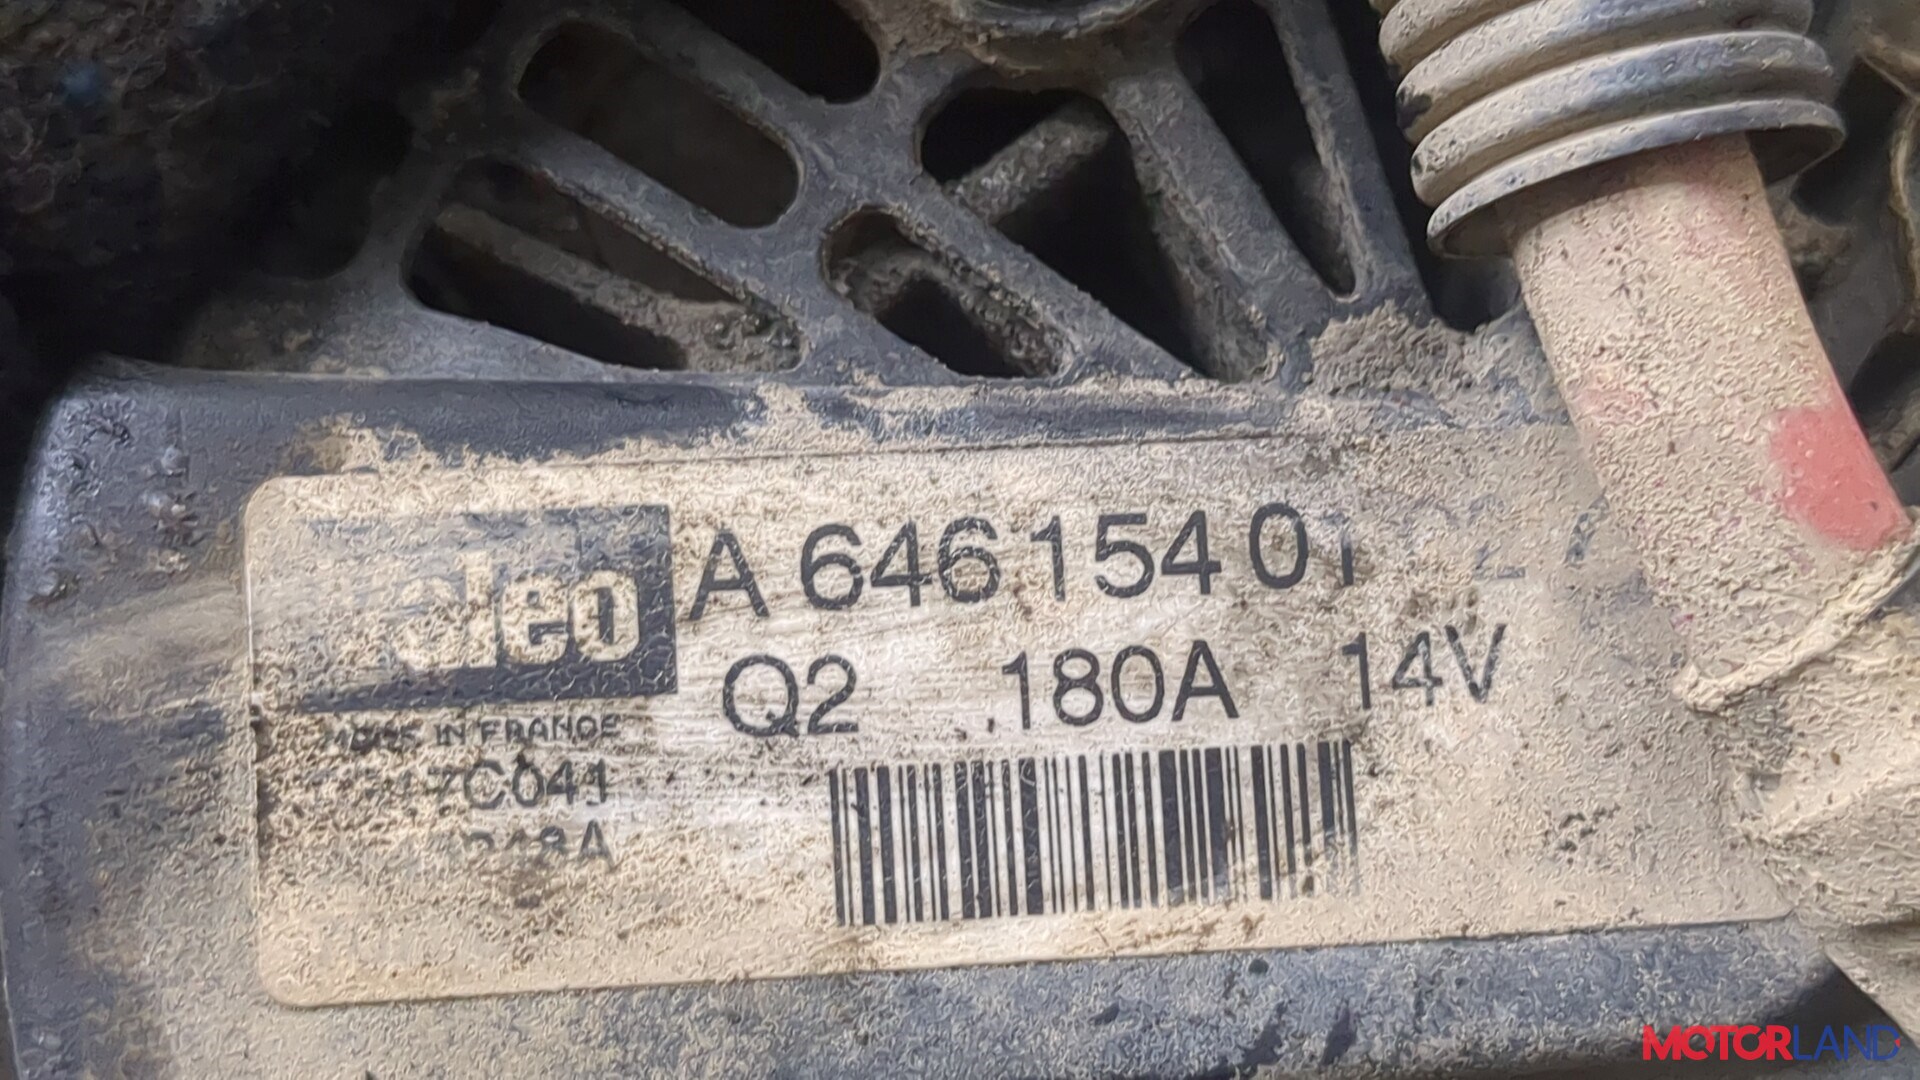 valeo
A 646 154 01
Q2 180A 14V
MADE IN FRANCE
MOTORLAND